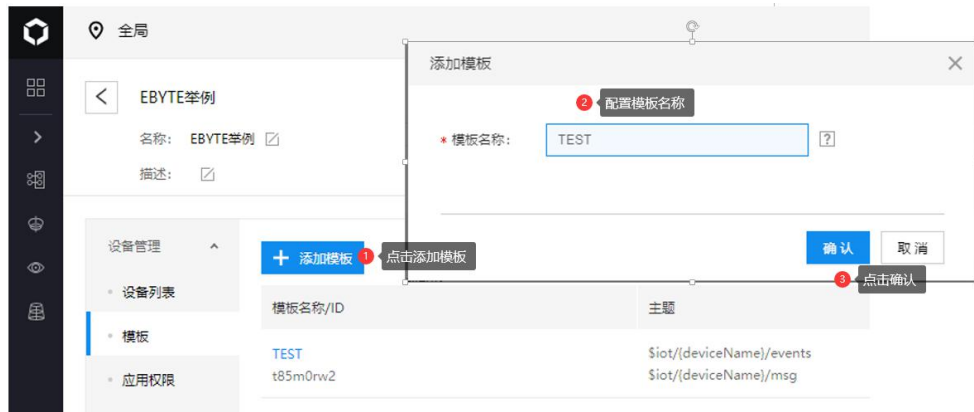 全局
添加模板
EBYTE举例
2 配置模板名称
名称: EBYTE举例
* 模板名称: TEST ?
描述:
设备管理
确认 取消
+ 添加模板 1 点击添加模板
3 点击确认
设备列表
模板名称/ID 主题
模板
TEST $iot/{deviceName}/events
t85m0rw2 $iot/{deviceName}/msg
应用权限